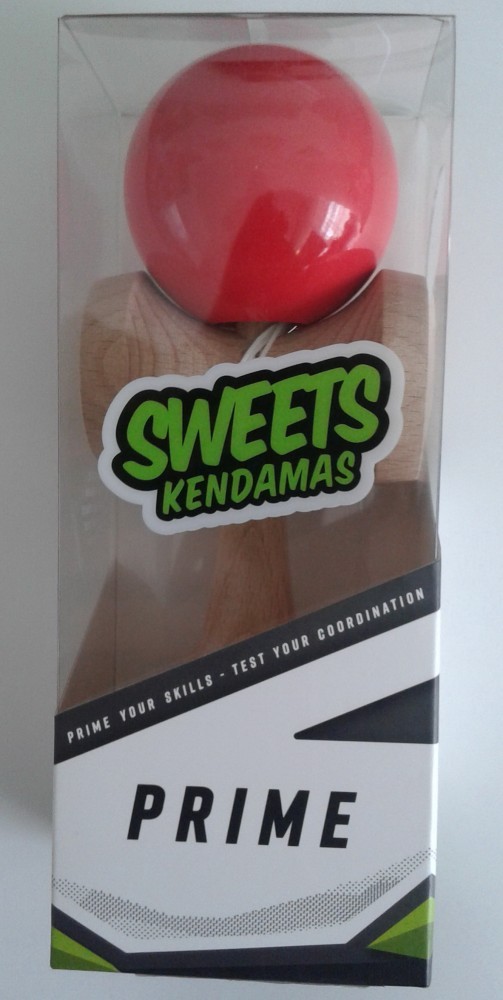 SWEETS
KENDAMAS
PRIME YOUR SKILLS - TEST YOUR COORDINATION
PRIME